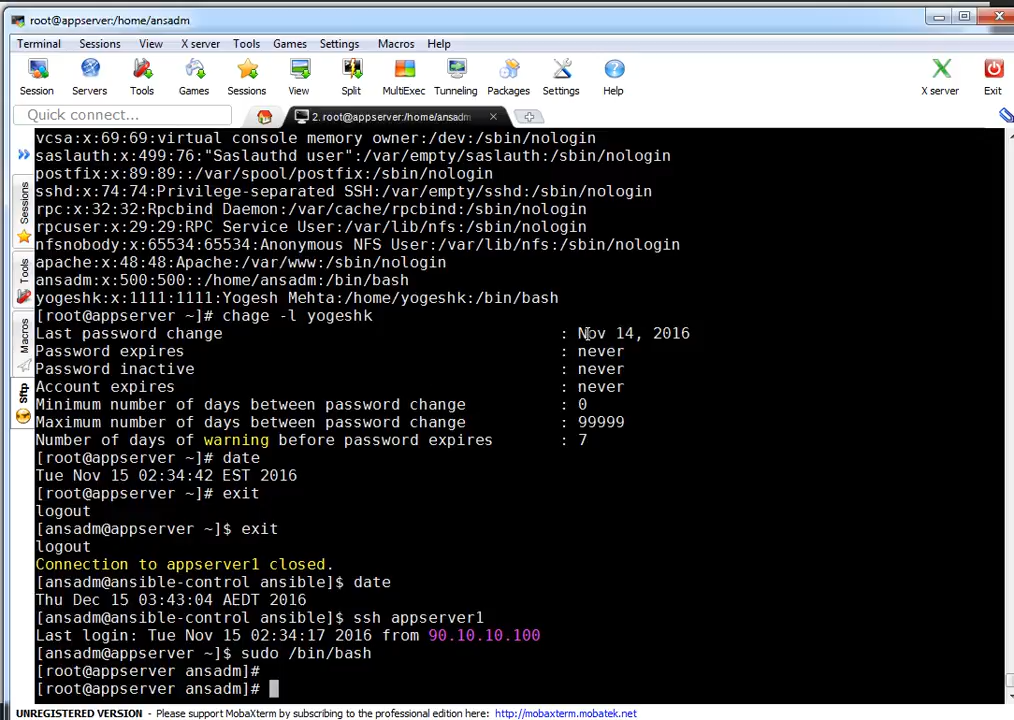 root@appserver:/home/ansadm
Terminal Sessions View X server Tools Games Settings Macros Help
Session Servers Tools Games Sessions View Split MultiExec Tunneling Packages Settings Help X server Exit
Quick connect...
2. root@appserver:/home/ansadm
Sessions
Tools
Macros
Sftp
vcsa:x:69:69:virtual console memory owner:/dev:/sbin/nologin
saslauth:x:499:76:"Saslauthd user":/var/empty/saslauth:/sbin/nologin
postfix:x:89:89::/var/spool/postfix:/sbin/nologin
sshd:x:74:74:Privilege-separated SSH:/var/empty/sshd:/sbin/nologin
rpc:x:32:32:Rpcbind Daemon:/var/cache/rpcbind:/sbin/nologin
rpcuser:x:29:29:RPC Service User:/var/lib/nfs:/sbin/nologin
nfsnobody:x:65534:65534:Anonymous NFS User:/var/lib/nfs:/sbin/nologin
apache:x:48:48:Apache:/var/www:/sbin/nologin
ansadm:x:500:500::/home/ansadm:/bin/bash
yogeshk:x:1111:1111:Yogesh Mehta:/home/yogeshk:/bin/bash
[root@appserver ~]# chage -l yogeshk
Last password change : Nov 14, 2016
Password expires : never
Password inactive : never
Account expires : never
Minimum number of days between password change : 0
Maximum number of days between password change : 99999
Number of days of warning before password expires : 7
[root@appserver ~]# date
Tue Nov 15 02:34:42 EST 2016
[root@appserver ~]# exit
logout
[ansadm@appserver ~]$ exit
logout
Connection to appserver1 closed.
[ansadm@ansible-control ansible]$ date
Thu Dec 15 03:43:04 AEDT 2016
[ansadm@ansible-control ansible]$ ssh appserver1
Last login: Tue Nov 15 02:34:17 2016 from 90.10.10.100
[ansadm@appserver ~]$ sudo /bin/bash
[root@appserver ansadm]#
[root@appserver ansadm]#
UNREGISTERED VERSION - Please support MobaXterm by subscribing to the professional edition here: http://mobaxterm.mobatek.net